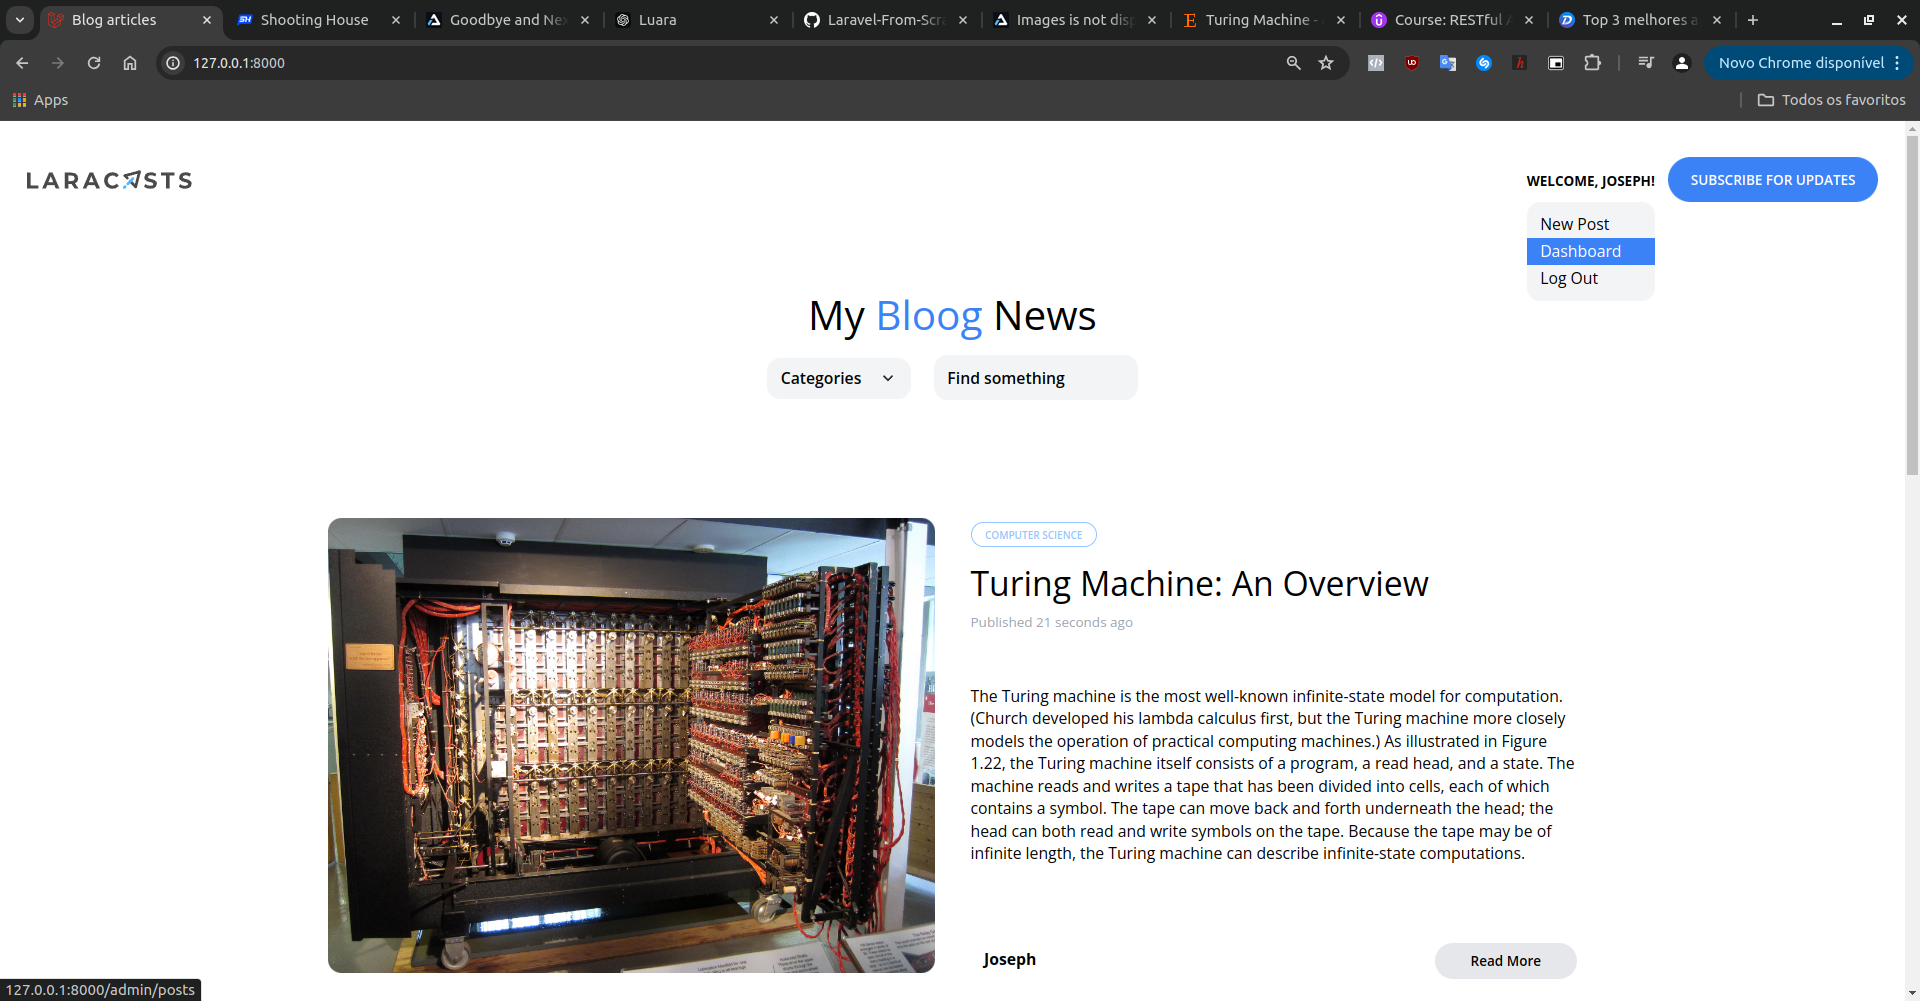 Blog articles
Shooting House
Goodbye and Nex
Luara
Laravel-From-Scra
Images is not disp
Turing Machine -
Course: RESTful A
Top 3 melhores a
127.0.0.1:8000
Novo Chrome disponível
Apps
Todos os favoritos
LARACASTS
WELCOME, JOSEPH!
SUBSCRIBE FOR UPDATES
New Post
Dashboard
Log Out
My Bloog News
Categories
Find something
COMPUTER SCIENCE
Turing Machine: An Overview
Published 21 seconds ago
The Turing machine is the most well-known infinite-state model for computation.
(Church developed his lambda calculus first, but the Turing machine more closely
models the operation of practical computing machines.) As illustrated in Figure
1.22, the Turing machine itself consists of a program, a read head, and a state. The
machine reads and writes a tape that has been divided into cells, each of which
contains a symbol. The tape can move back and forth underneath the head; the
head can both read and write symbols on the tape. Because the tape may be of
infinite length, the Turing machine can describe infinite-state computations.
Joseph
Read More
127.0.0.1:8000/admin/posts